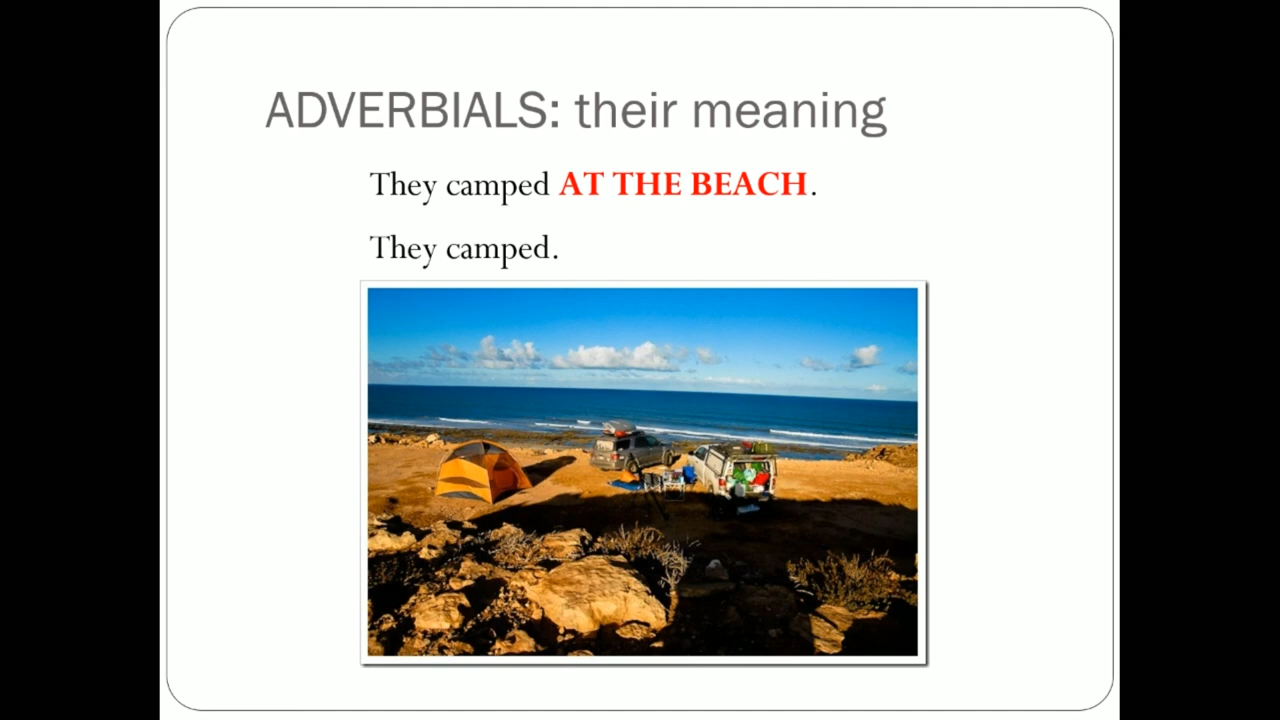 ADVERBIALS: their meaning
They camped AT THE BEACH.
They camped.